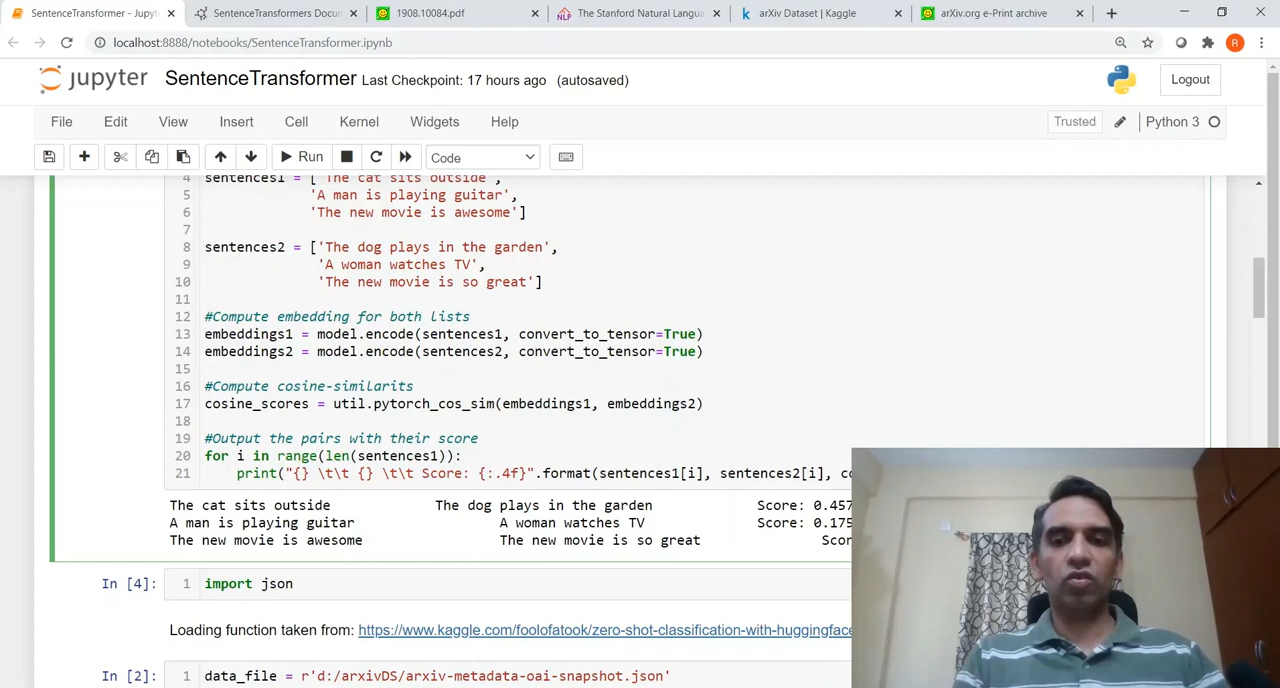 SentenceTransformer - Jupyt
SentenceTransformers Docum
1908.10084.pdf
The Stanford Natural Langua
arXiv Dataset | Kaggle
arXiv.org e-Print archive
localhost:8888/notebooks/SentenceTransformer.ipynb
R
jupyter SentenceTransformer Last Checkpoint: 17 hours ago (autosaved)
Logout
File Edit View Insert Cell Kernel Widgets Help
Trusted Python 3
Run Code
4 sentences1 = ['The cat sits outside',
5 'A man is playing guitar',
6 'The new movie is awesome']
7
8 sentences2 = ['The dog plays in the garden',
9 'A woman watches TV',
10 'The new movie is so great']
11
12 #Compute embedding for both lists
13 embeddings1 = model.encode(sentences1, convert_to_tensor=True)
14 embeddings2 = model.encode(sentences2, convert_to_tensor=True)
15
16 #Compute cosine-similarits
17 cosine_scores = util.pytorch_cos_sim(embeddings1, embeddings2)
18
19 #Output the pairs with their score
20 for i in range(len(sentences1)):
21 print("{} \t\t {} \t\t Score: {:.4f}".format(sentences1[i], sentences2[i], co
The cat sits outside The dog plays in the garden Score: 0.457
A man is playing guitar A woman watches TV Score: 0.175
The new movie is awesome The new movie is so great Scor
In [4]: 1 import json
Loading function taken from: https://www.kaggle.com/foolofatook/zero-shot-classification-with-huggingface
In [2]: 1 data_file = r'd:/arxivDS/arxiv-metadata-oai-snapshot.json'